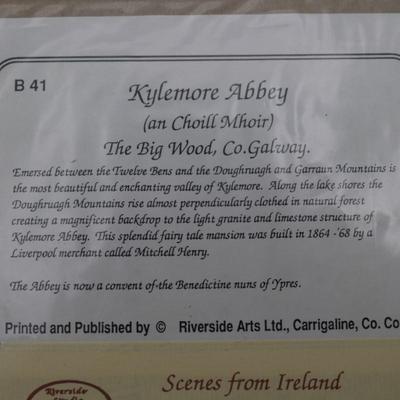 B 41
Kylemore Abbey
(an Choill Mhoir)
The Big Wood, Co.Galway.
Emersed between the Twelve Bens and the Doughruagh and Garraun Mountains is
the most beautiful and enchanting valley of Kylemore. Along the lake shores the
Doughruagh Mountains rise almost perpendicularly clothed in natural forest
creating a magnificent backdrop to the light granite and limestone structure of
Kylemore Abbey. This splendid fairy tale mansion was built in 1864 -'68 by a
Liverpool merchant called Mitchell Henry.
The Abbey is now a convent of the Benedictine nuns of Ypres.
Printed and Published by © Riverside Arts Ltd., Carrigaline, Co. Co
Scenes from Ireland
Riverside